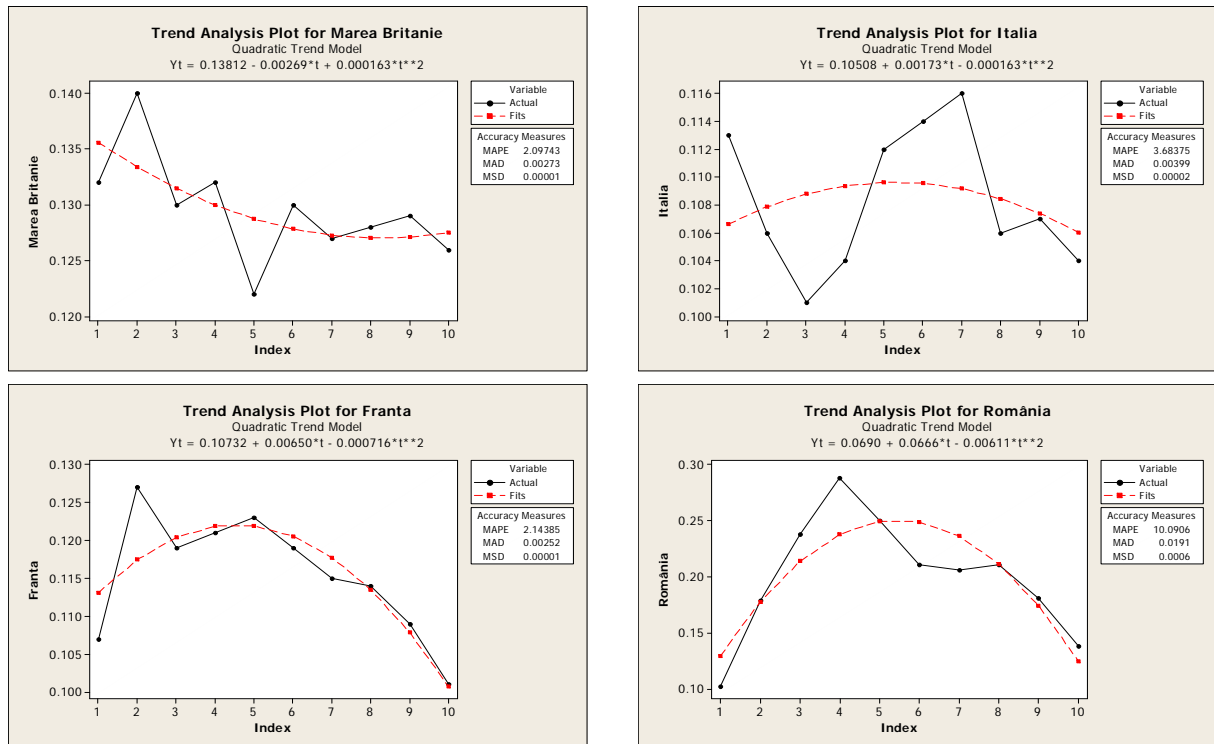 Trend Analysis Plot for Marea Britanie
Quadratic Trend Model
Yt = 0.13812 - 0.00269*t + 0.000163*t**2
Marea Britanie
0.140
0.135
0.130
0.125
0.120
1 2 3 4 5 6 7 8 9 10
Index
Variable
Actual
Fits
Accuracy Measures
MAPE 2.09743
MAD 0.00273
MSD 0.00001
Trend Analysis Plot for Italia
Quadratic Trend Model
Yt = 0.10508 + 0.00173*t - 0.000163*t**2
Italia
0.116
0.114
0.112
0.110
0.108
0.106
0.104
0.102
0.100
1 2 3 4 5 6 7 8 9 10
Index
Variable
Actual
Fits
Accuracy Measures
MAPE 3.68375
MAD 0.00399
MSD 0.00002
Trend Analysis Plot for Franta
Quadratic Trend Model
Yt = 0.10732 + 0.00650*t - 0.000716*t**2
Franta
0.130
0.125
0.120
0.115
0.110
0.105
0.100
1 2 3 4 5 6 7 8 9 10
Index
Variable
Actual
Fits
Accuracy Measures
MAPE 2.14385
MAD 0.00252
MSD 0.00001
Trend Analysis Plot for România
Quadratic Trend Model
Yt = 0.0690 + 0.0666*t - 0.00611*t**2
România
0.30
0.25
0.20
0.15
0.10
1 2 3 4 5 6 7 8 9 10
Index
Variable
Actual
Fits
Accuracy Measures
MAPE 10.0906
MAD 0.0191
MSD 0.0006